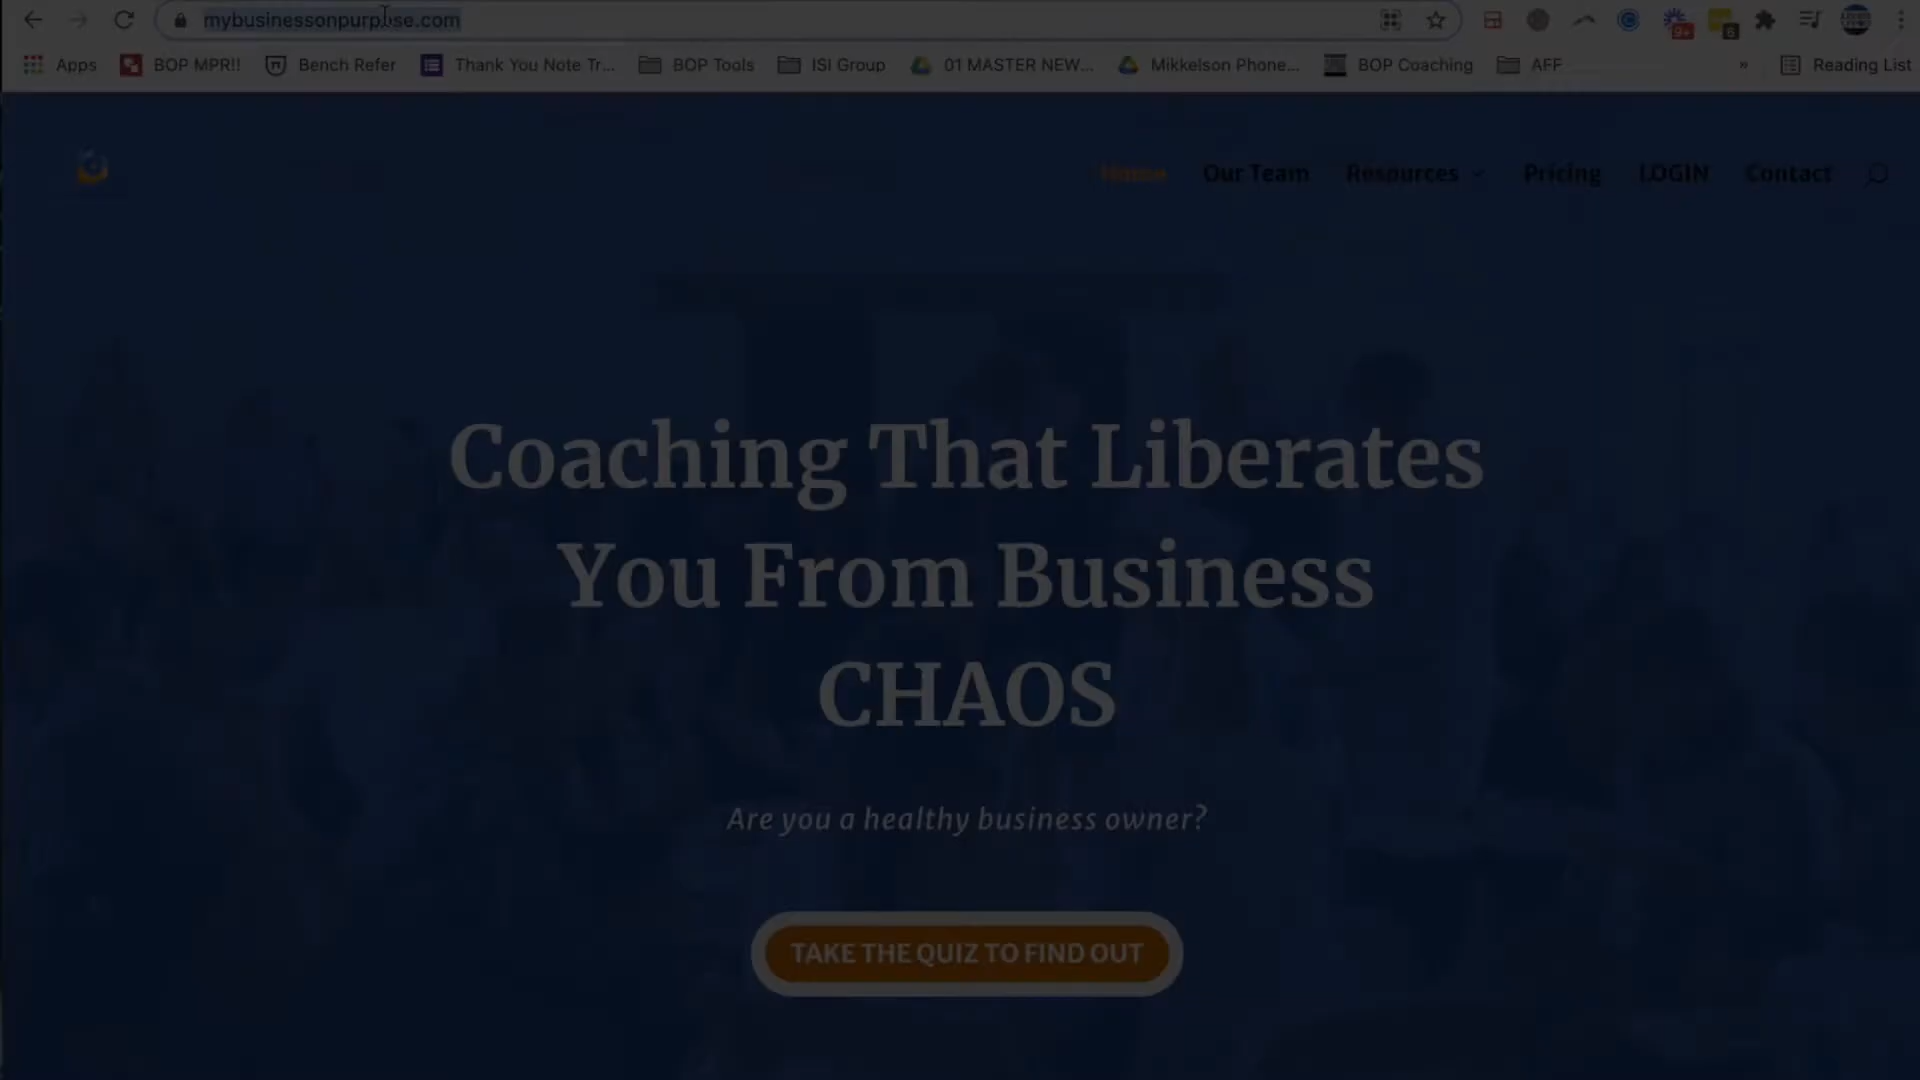 mybusinessonpurpose.com
9+
6
Apps
BOP MPR!!
Bench Refer
Thank You Note Tr...
BOP Tools
ISI Group
01 MASTER NEW...
Mikkelson Phone...
BOP Coaching
AFF
»
Reading List
Home
Our Team
Resources
Pricing
LOGIN
Contact
Coaching That Liberates
You From Business
CHAOS
Are you a healthy business owner?
TAKE THE QUIZ TO FIND OUT